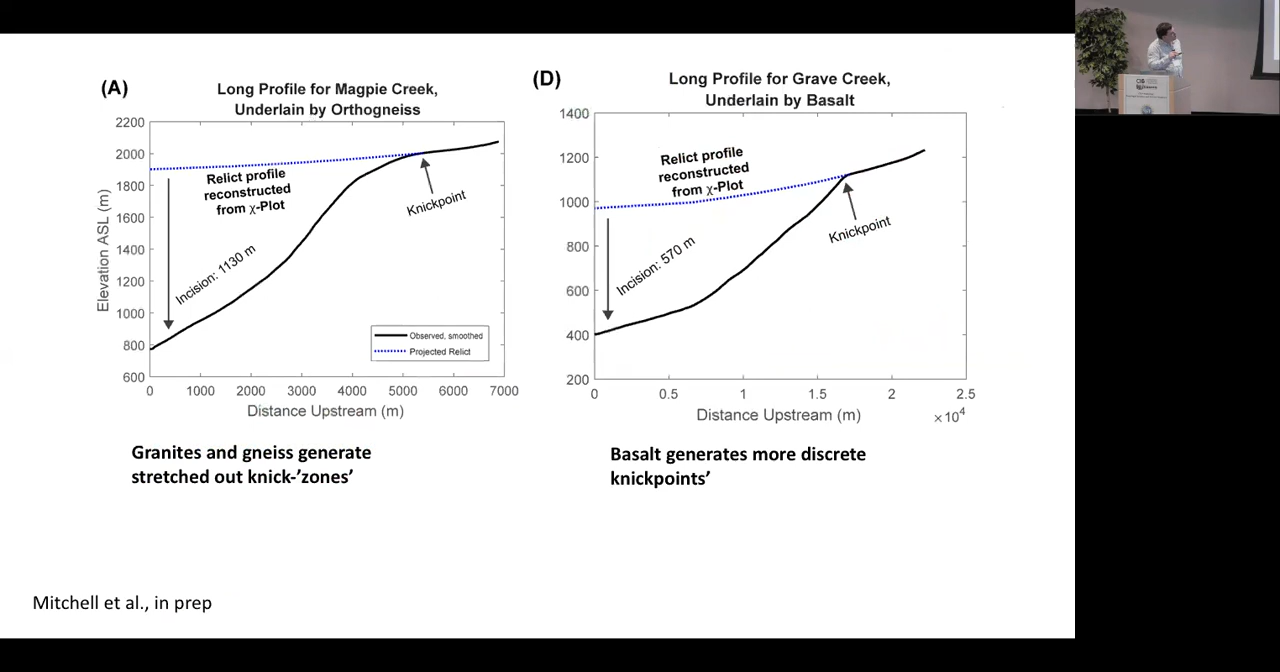 (A)
Long Profile for Magpie Creek,
Underlain by Orthogneiss
2200
2000
1800
1600
1400
1200
1000
800
600
Elevation ASL (m)
Relict profile
reconstructed
from χ-Plot
Knickpoint
Incision: 1130 m
Observed, smoothed
Projected Relict
0 1000 2000 3000 4000 5000 6000 7000
Distance Upstream (m)
Granites and gneiss generate
stretched out knick-’zones’
(D)
Long Profile for Grave Creek,
Underlain by Basalt
1400
1200
1000
800
600
400
200
Relict profile
reconstructed
from χ-Plot
Knickpoint
Incision: 570 m
0 0.5 1 1.5 2 2.5
Distance Upstream (m)
×10⁴
Basalt generates more discrete
knickpoints’
Mitchell et al., in prep